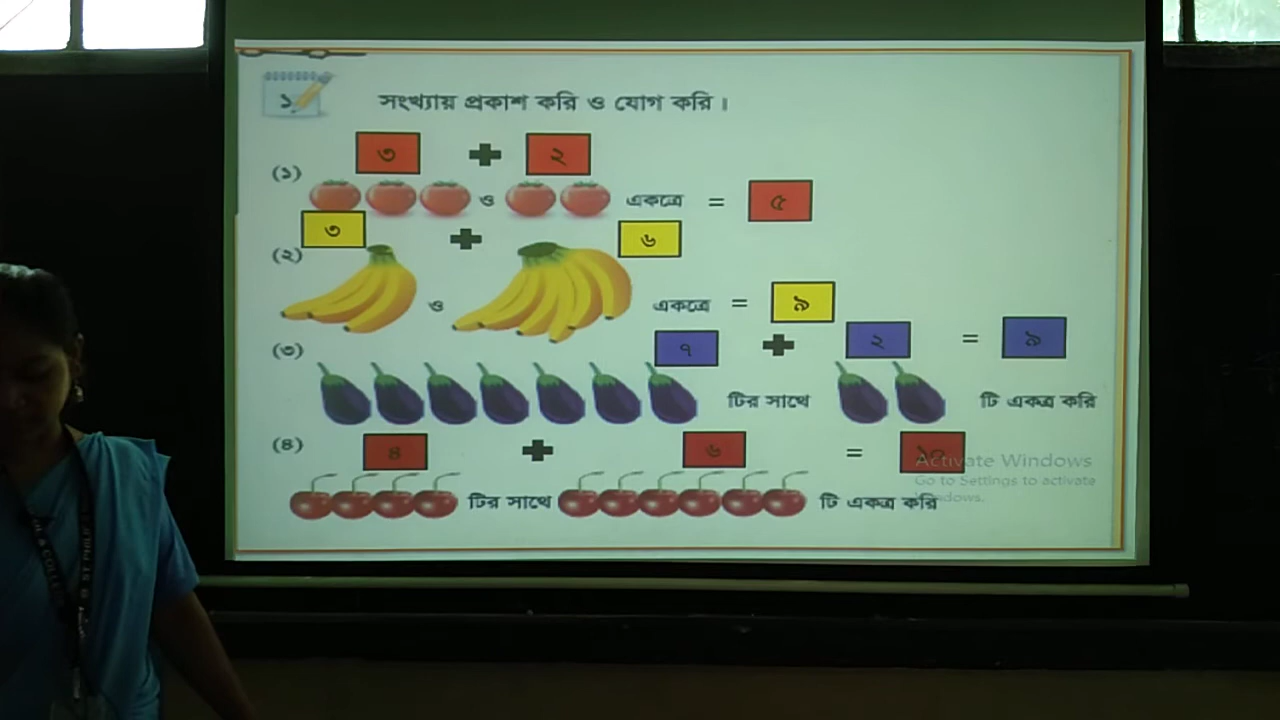 ১ সংখ্যায় প্রকাশ করি ও যোগ করি ।
৩ + ২
(১) ও একত্রে = ৫
৩ + ৬
(২) ও একত্রে = ৯
৭ + ২ = ৯
(৩) টির সাথে টি একত্র করি
(৪) ৪ + ৬ = ১০
টির সাথে টি একত্র করি
Activate Windows
Go to Settings to activate